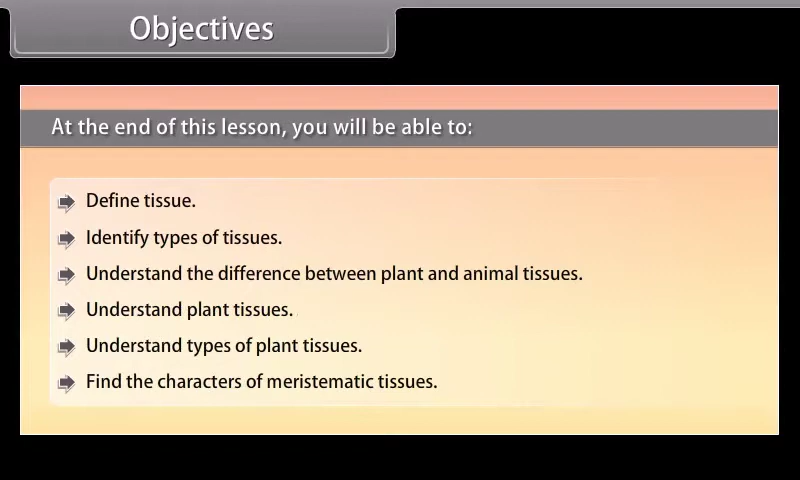 Objectives
At the end of this lesson, you will be able to:
Define tissue.
Identify types of tissues.
Understand the difference between plant and animal tissues.
Understand plant tissues.
Understand types of plant tissues.
Find the characters of meristematic tissues.